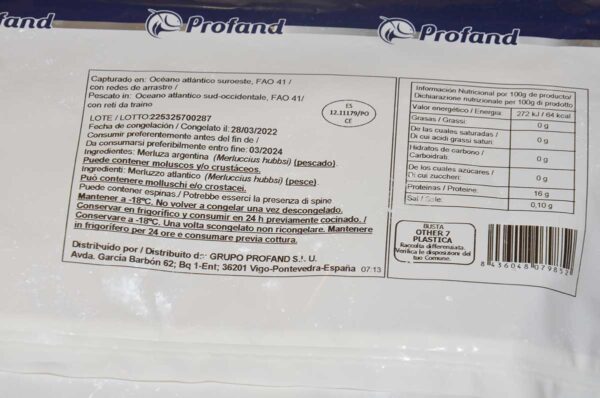 Profand
Profand
Capturado en: Océano atlántico suroeste, FAO 41 /
con redes de arrastre /
Pescato in: Oceano atlantico sud-occidentale, FAO 41/
con reti da traino
LOTE / LOTTO:225325700287
Fecha de congelación / Congelato il: 28/03/2022
Consumir preferentemente antes del fin de /
Da consumarsi preferibilmente entro fine: 03/2024
Ingredientes: Merluza argentina (Merluccius hubbsi) (pescado).
Puede contener moluscos y/o crustáceos.
Ingredienti: Merluzzo atlantico (Merluccius hubbsi) (pesce).
Può contenere molluschi e/o crostacei.
Puede contener espinas./ Potrebbe esserci la presenza di spine
Mantener a -18ºC. No volver a congelar una vez descongelado.
Conservar en frigorífico y consumir en 24 h previamente cocinado. /
Conservare a -18ºC. Una volta scongelato non ricongelare. Mantenere
in frigorifero per 24 ore e consumare previa cottura.
Distribuido por / Distribuito da: GRUPO PROFAND S.L.U.
Avda. García Barbón 62; Bq 1-Ent; 36201 Vigo-Pontevedra-España 07:13
ES
12.11179/PO
CE
Información Nutricional por 100g de producto/
Dichiarazione nutrizionale per 100g di prodotto
Valor energético / Energia: 272 kJ / 64 kcal
Grasas / Grassi: 0 g
De las cuales saturadas /
Di cui acidi grassi saturi: 0 g
Hidratos de carbono /
Carboidrati: 0 g
De los cuales azúcares /
Di cui zuccheri: 0 g
Proteinas / Proteine: 16 g
Sal / Sale: 0,10 g
BUSTA
OTHER 7
PLASTICA
Raccolta differenziata.
Verifica le disposizioni del
tuo Comune.
8 436048 079852